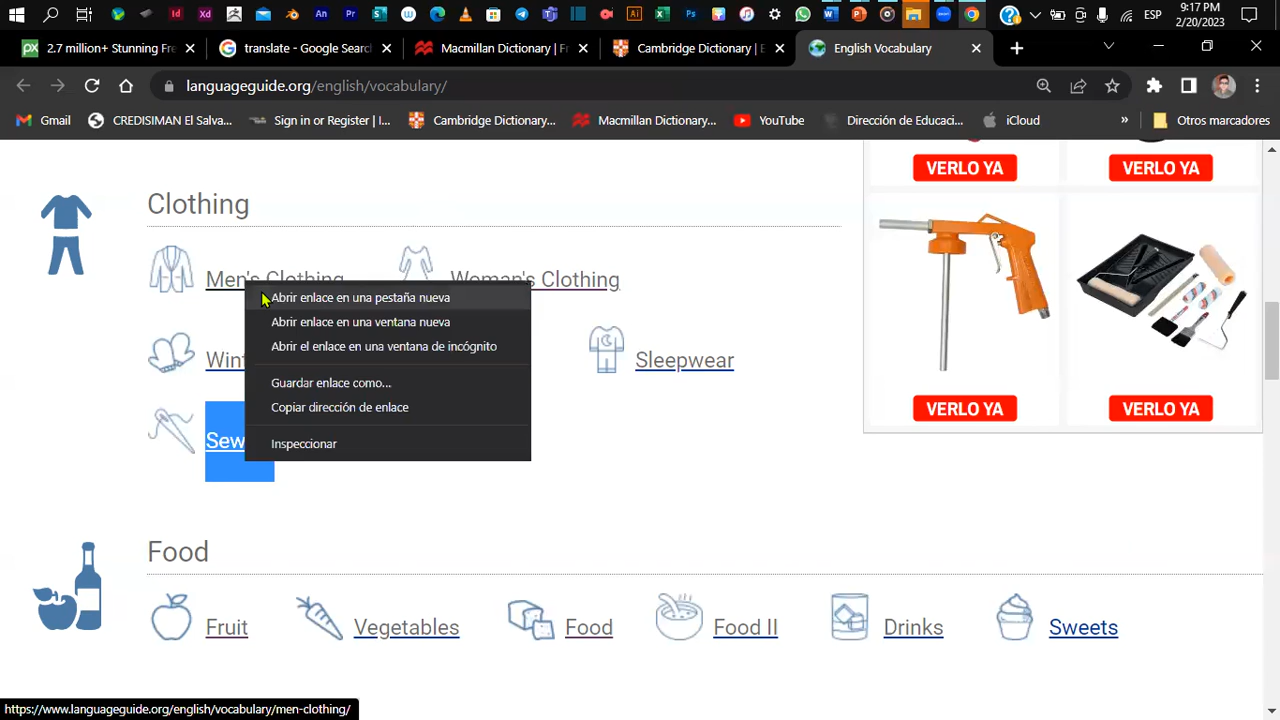 9:17 PM
ESP
2/20/2023
2.7 million+ Stunning Fre
translate - Google Searc
Macmillan Dictionary | F
Cambridge Dictionary | E
English Vocabulary
languageguide.org/english/vocabulary/
Gmail
CREDISIMAN El Salva...
Sign in or Register | I...
Cambridge Dictionary...
Macmillan Dictionary...
YouTube
Dirección de Educaci...
iCloud
»
Otros marcadores
VERLO YA
VERLO YA
Clothing
Men's Clothing
Woman's Clothing
Abrir enlace en una pestaña nueva
Abrir enlace en una ventana nueva
Abrir el enlace en una ventana de incógnito
Wint
Sleepwear
Guardar enlace como...
Copiar dirección de enlace
VERLO YA
VERLO YA
Sew
Inspeccionar
Food
Fruit
Vegetables
Food
Food II
Drinks
Sweets
https://www.languageguide.org/english/vocabulary/men-clothing/